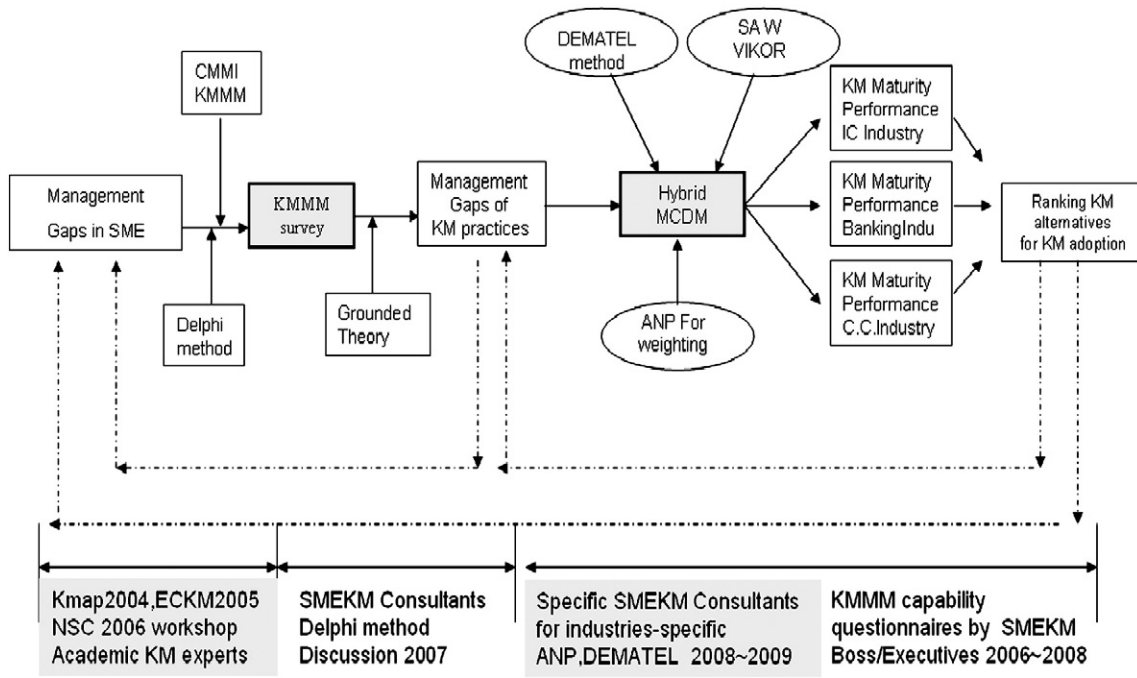 DEMATEL
method
SAW
VIKOR
CMMI
KMMM
KM Maturity
Performance
IC Industry
Management
Gaps in SME
KMMM
survey
Management
Gaps of
KM practices
Hybrid
MCDM
KM Maturity
Performance
BankingIndu
Ranking KM
alternatives
for KM adoption
KM Maturity
Performance
C.C.Industry
Delphi
method
Grounded
Theory
ANP For
weighting
Kmap2004,ECKM2005
NSC 2006 workshop
Academic KM experts
SMEKM Consultants
Delphi method
Discussion 2007
Specific SMEKM Consultants
for industries-specific
ANP,DEMATEL 2008~2009
KMMM capability
questionnaires by SMEKM
Boss/Executives 2006~2008